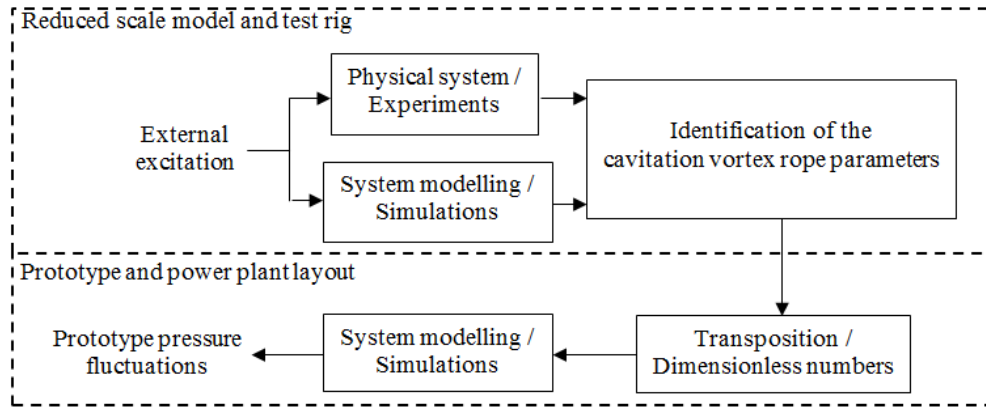 Reduced scale model and test rig
Physical system /
Experiments
External
excitation
Identification of the
cavitation vortex rope parameters
System modelling /
Simulations
Prototype and power plant layout
Prototype pressure
fluctuations
System modelling /
Simulations
Transposition /
Dimensionless numbers